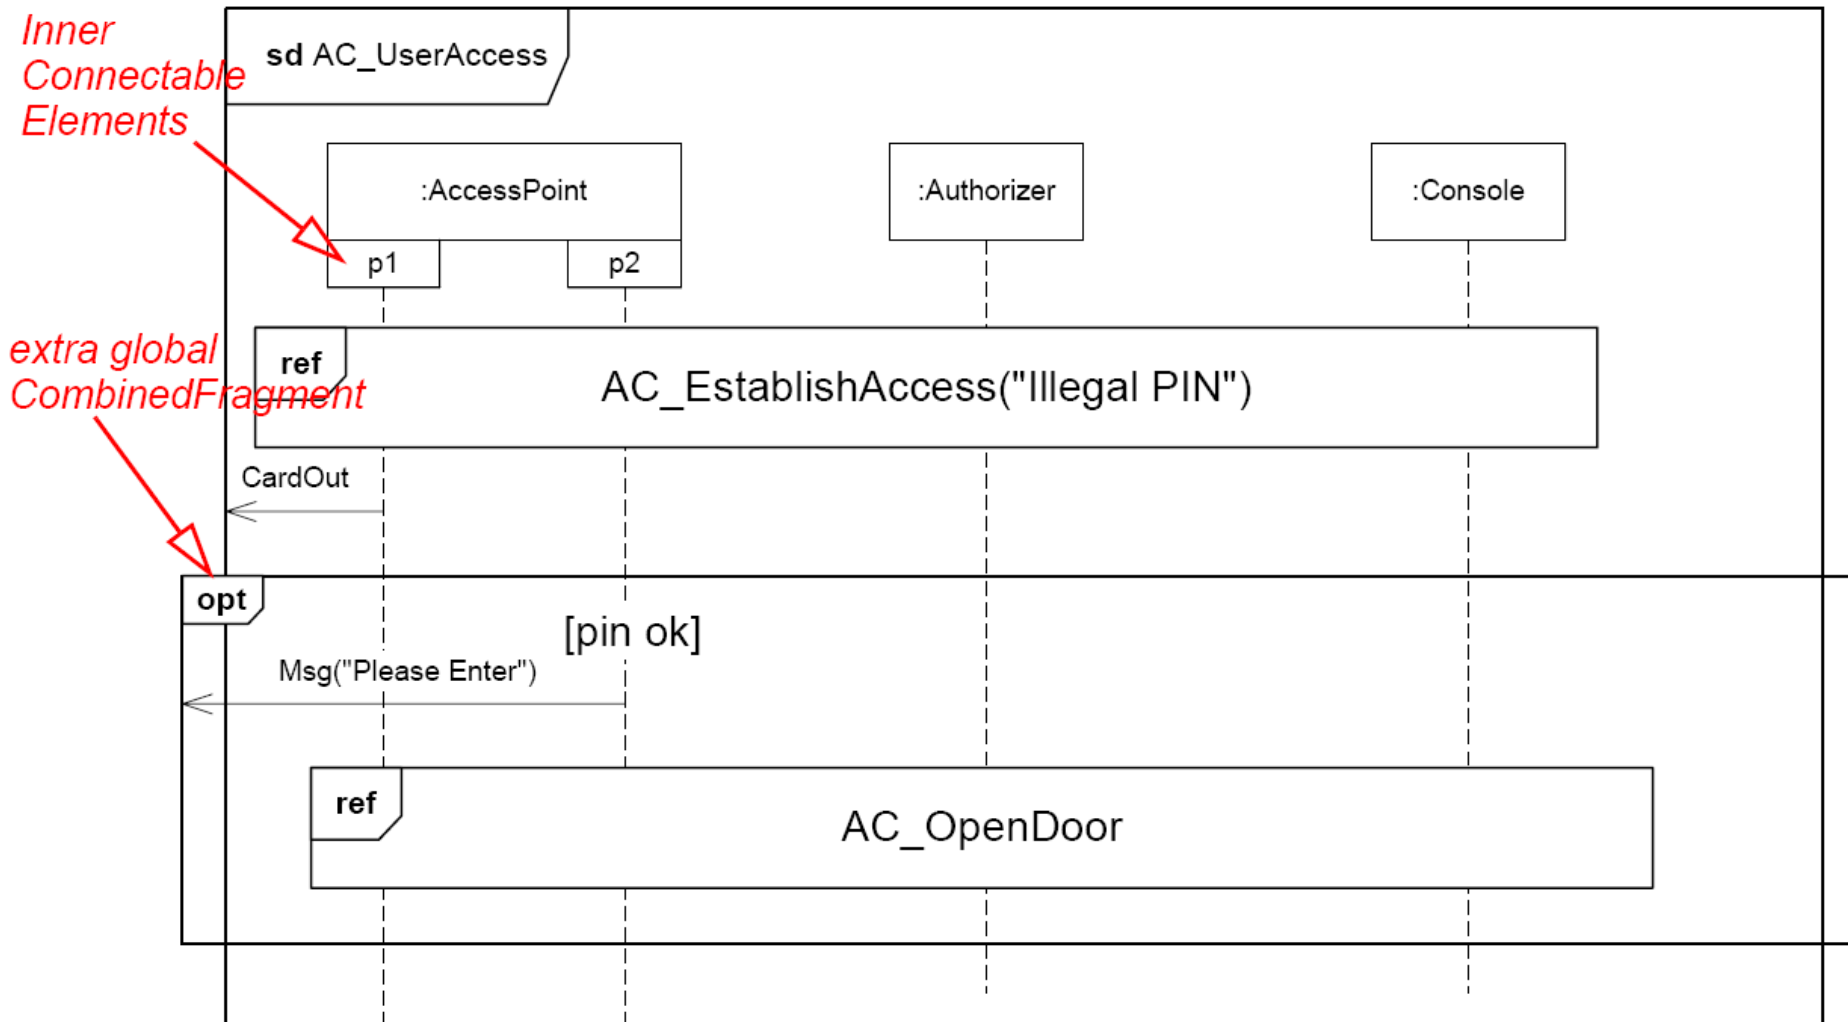 Inner
Connectable
Elements
sd AC_UserAccess
:AccessPoint
:Authorizer
:Console
p1
p2
extra global
CombinedFragment
ref
AC_EstablishAccess("Illegal PIN")
CardOut
opt
[pin ok]
Msg("Please Enter")
ref
AC_OpenDoor